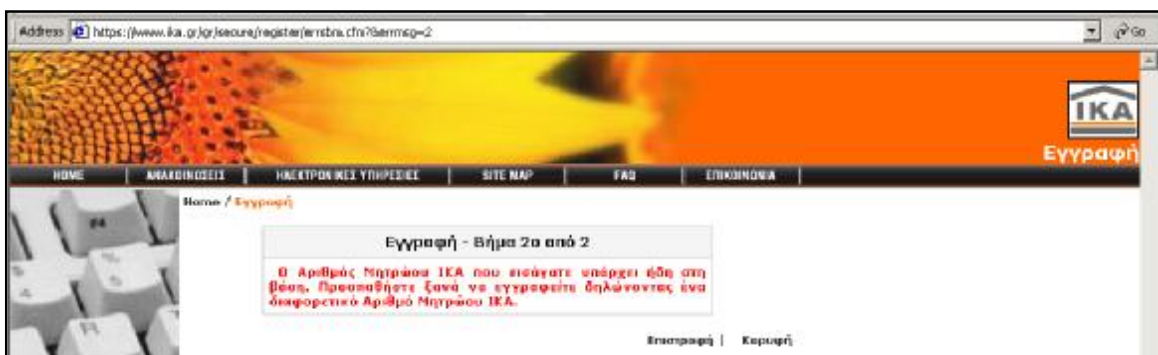 Address https://www.ika.gr/gr/secure/register/errsbra.cfm?&errmsg=2 Go
IKA
Εγγραφή
HOME ΑΝΑΚΟΙΝΩΣΕΙΣ ΗΛΕΚΤΡΟΝΙΚΕΣ ΥΠΗΡΕΣΙΕΣ SITE MAP FAQ ΕΠΙΚΟΙΝΩΝΙΑ
Home / Εγγραφή
Εγγραφή - Βήμα 2ο από 2
Ο Αριθμός Μητρώου ΙΚΑ που εισάγατε υπάρχει ήδη στη
βάση. Προσπαθήστε ξανά να εγγραφείτε δηλώνοντας ένα
διαφορετικό Αριθμό Μητρώου ΙΚΑ.
Επιστροφή | Κορυφή